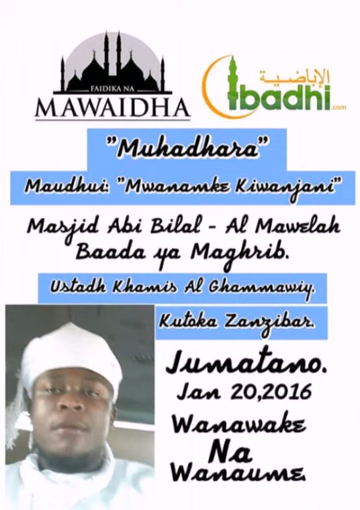 FAIDIKA NA
MAWAIDHA
الإباضية
ibadhi.com
"Muhadhara"
Maudhui: "Mwanamke Kiwanjani"
Masjid Abi Bilal - Al Mawelah
Baada ya Maghrib.
Ustadh Khamis Al Ghammawiy.
Kutoka Zanzibar.
Jumatano.
Jan 20,2016
Wanawake
Na
Wanaume.